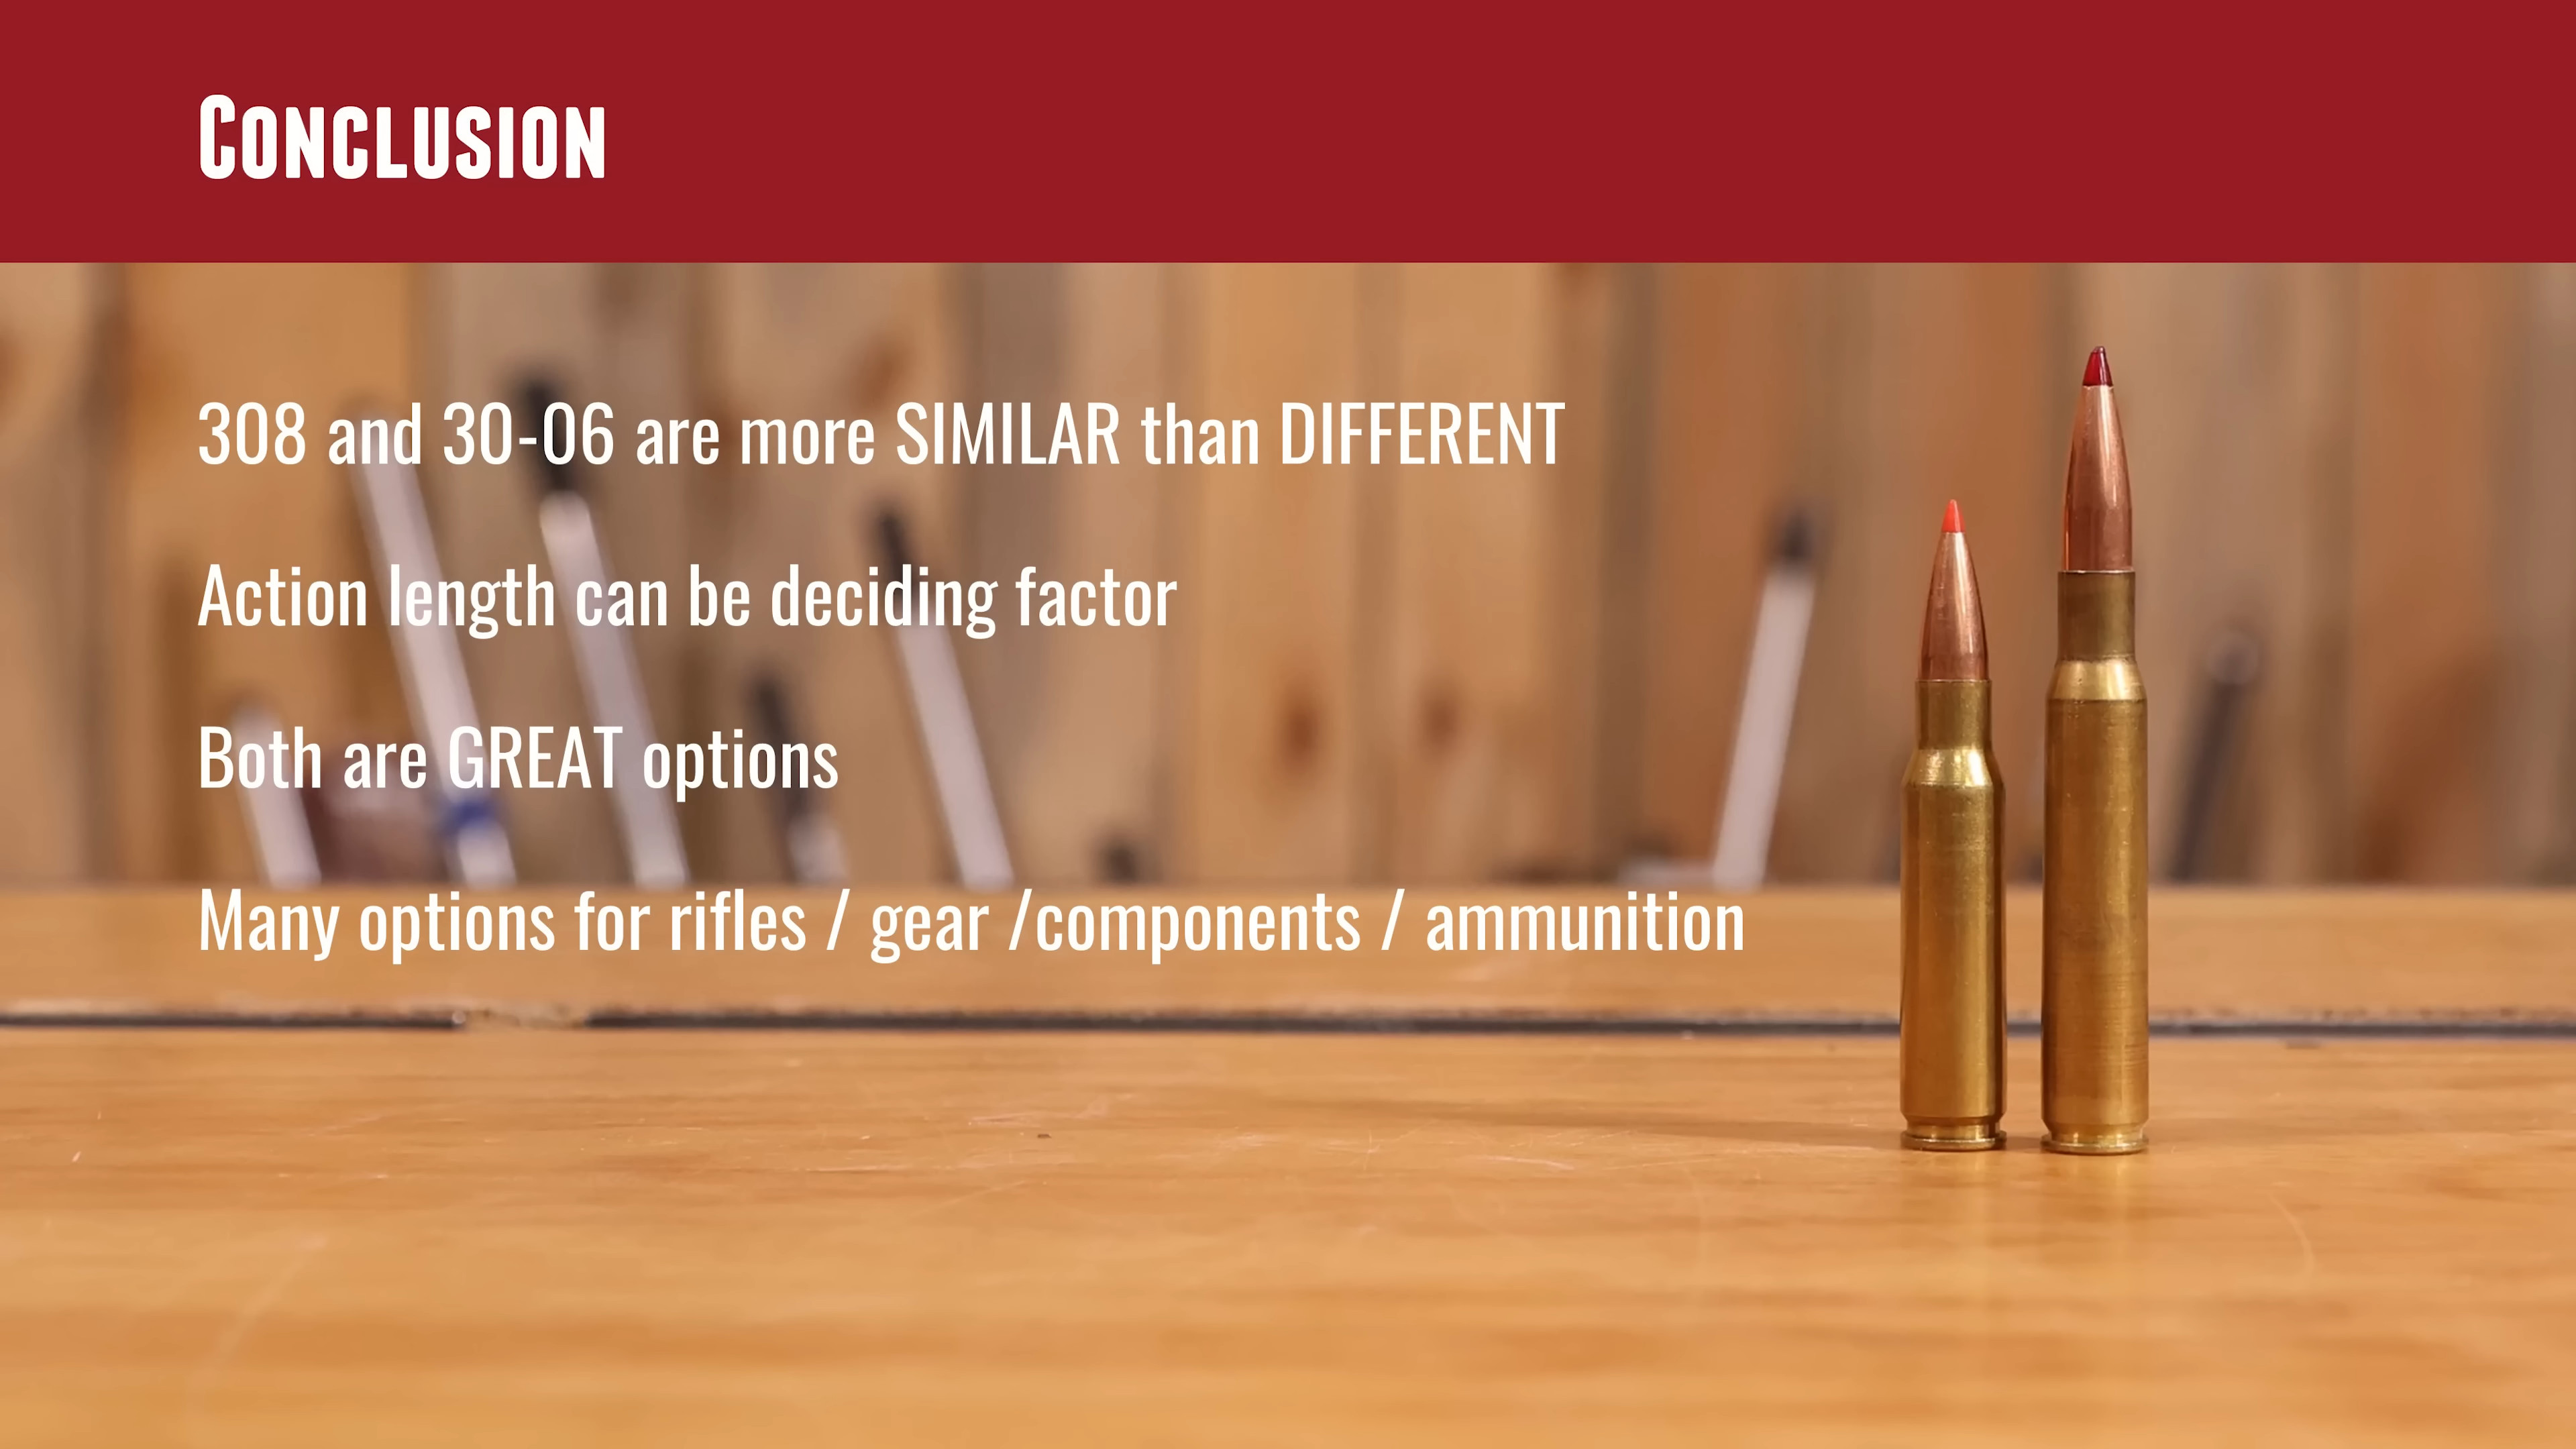 Conclusion
308 and 30-06 are more SIMILAR than DIFFERENT
Action length can be deciding factor
Both are GREAT options
Many options for rifles / gear /components / ammunition